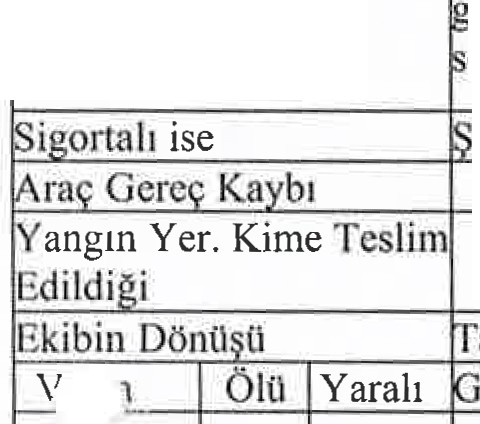 Sigortalı ise
Araç Gereç Kaybı
Yangın Yer. Kime Teslim
Edildiği
Ekibin Dönüşü
Ölü Yaralı